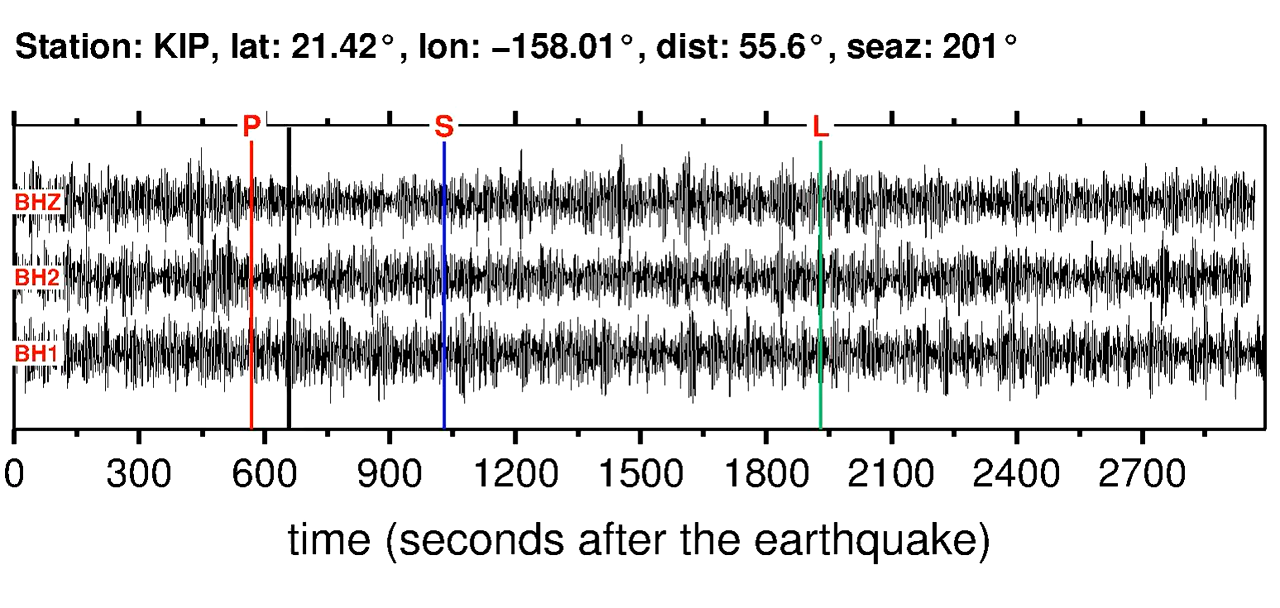 Station: KIP, lat: 21.42°, lon: −158.01°, dist: 55.6°, seaz: 201°
P S L
BHZ
BH2
BH1
0 300 600 900 1200 1500 1800 2100 2400 2700
time (seconds after the earthquake)